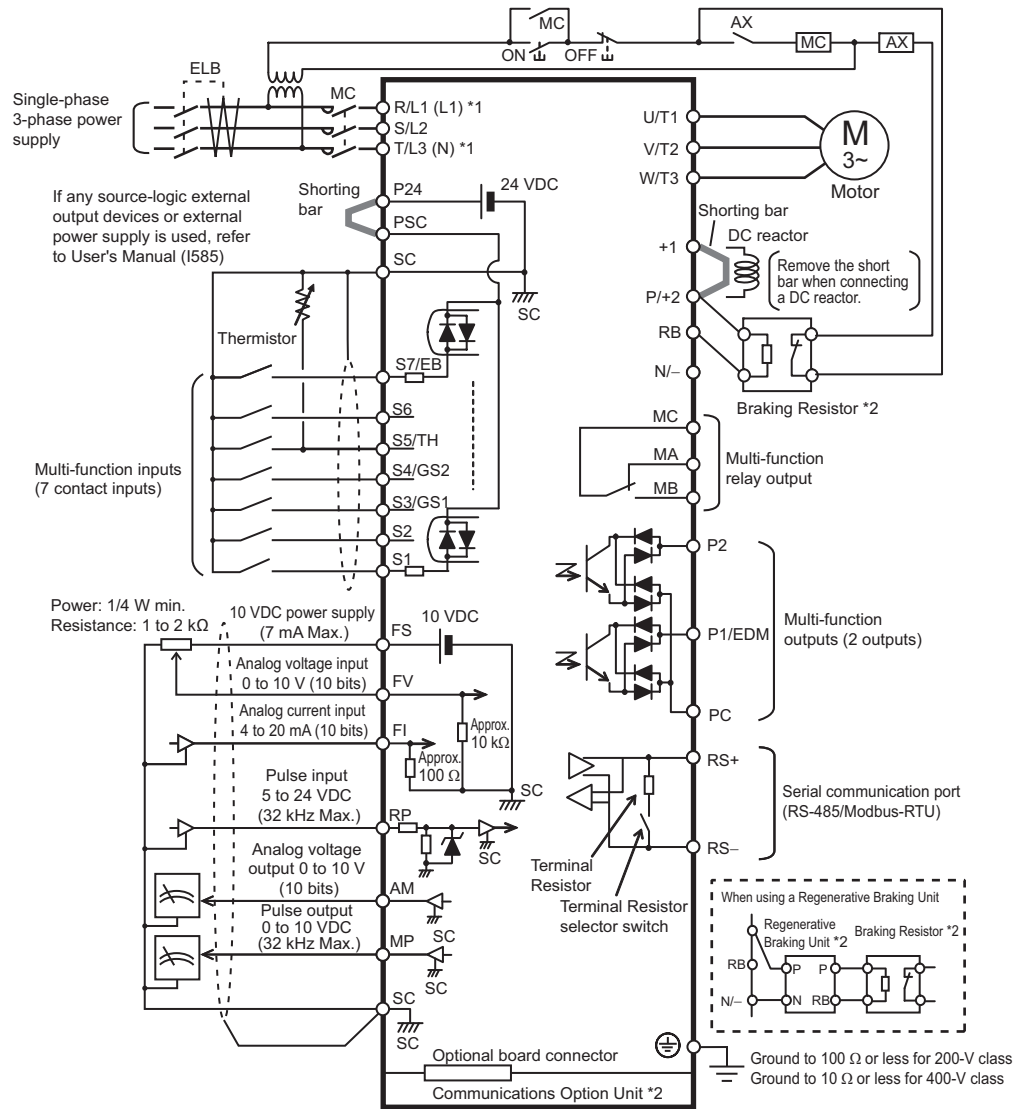 MC
ON
OFF
AX
MC
AX
ELB
MC
Single-phase
3-phase power
supply
R/L1 (L1) *1
S/L2
T/L3 (N) *1
U/T1
V/T2
W/T3
M
3~
Motor
If any source-logic external
output devices or external
power supply is used, refer
to User's Manual (I585)
Shorting
bar
P24
24 VDC
PSC
SC
SC
Shorting bar
DC reactor
+1
P/+2
Remove the short
bar when connecting
a DC reactor.
RB
N/−
Braking Resistor *2
Thermistor
S7/EB
S6
S5/TH
S4/GS2
S3/GS1
S2
S1
Multi-function inputs
(7 contact inputs)
MC
MA
MB
Multi-function
relay output
P2
P1/EDM
PC
Multi-function
outputs (2 outputs)
Power: 1/4 W min.
Resistance: 1 to 2 kΩ
10 VDC power supply
(7 mA Max.)
FS
10 VDC
Analog voltage input
0 to 10 V (10 bits)
FV
Analog current input
4 to 20 mA (10 bits)
FI
Approx.
10 kΩ
Approx.
100 Ω
SC
Pulse input
5 to 24 VDC
(32 kHz Max.)
RP
SC
Analog voltage
output 0 to 10 V
(10 bits)
AM
SC
Pulse output
0 to 10 VDC
(32 kHz Max.)
MP
SC
SC
SC
RS+
RS−
Serial communication port
(RS-485/Modbus-RTU)
Terminal
Resistor
Terminal Resistor
selector switch
When using a Regenerative Braking Unit
Regenerative
Braking Unit *2
Braking Resistor *2
RB
P
P
N/−
N
RB
Optional board connector
Communications Option Unit *2
Ground to 100 Ω or less for 200-V class
Ground to 10 Ω or less for 400-V class